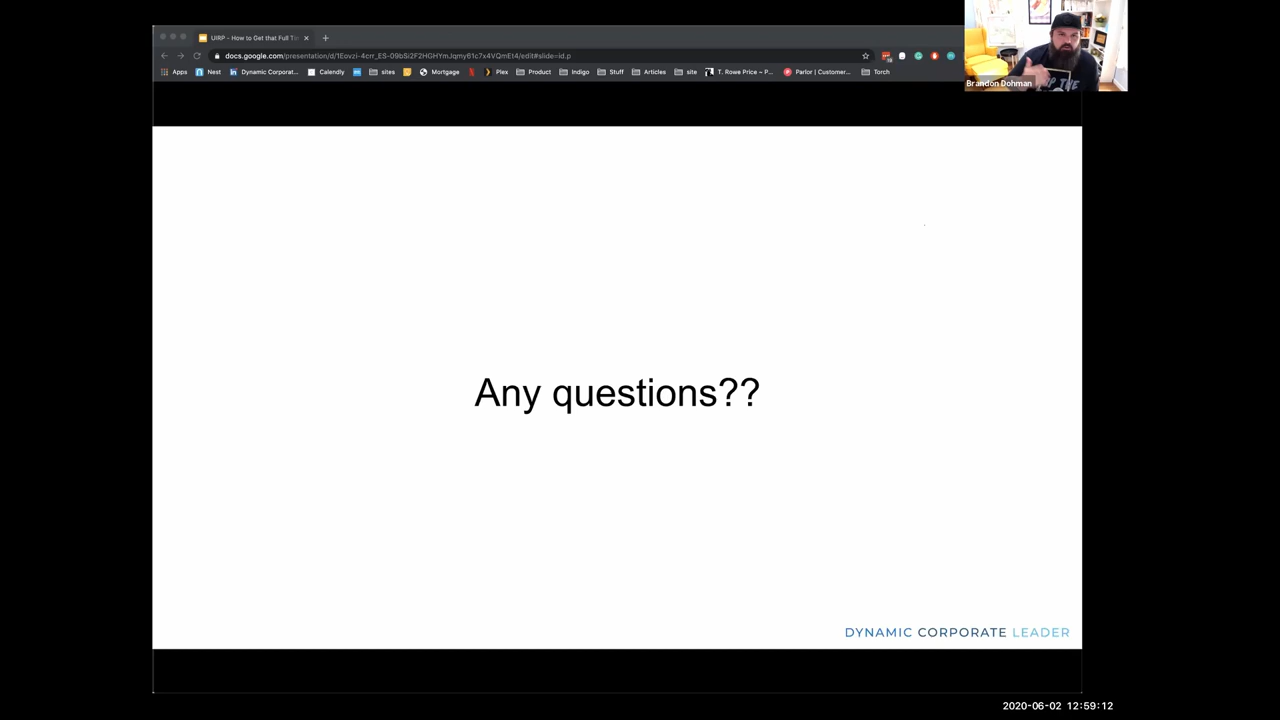 UIRP - How to Get that Full Ti
docs.google.com/presentation/d/1Eovzi-4crr_ES-09b5i2F2HGHYmJqmy61c7x4VQmEt4/edit#slide=id.p
Apps Nest Dynamic Corporat... Calendly sites Mortgage Plex Product Indigo Stuff Articles site T. Rowe Price – P... Parlor | Customer... Torch
Brandon Dohman
Any questions??
DYNAMIC CORPORATE LEADER
2020-06-02 12:59:12